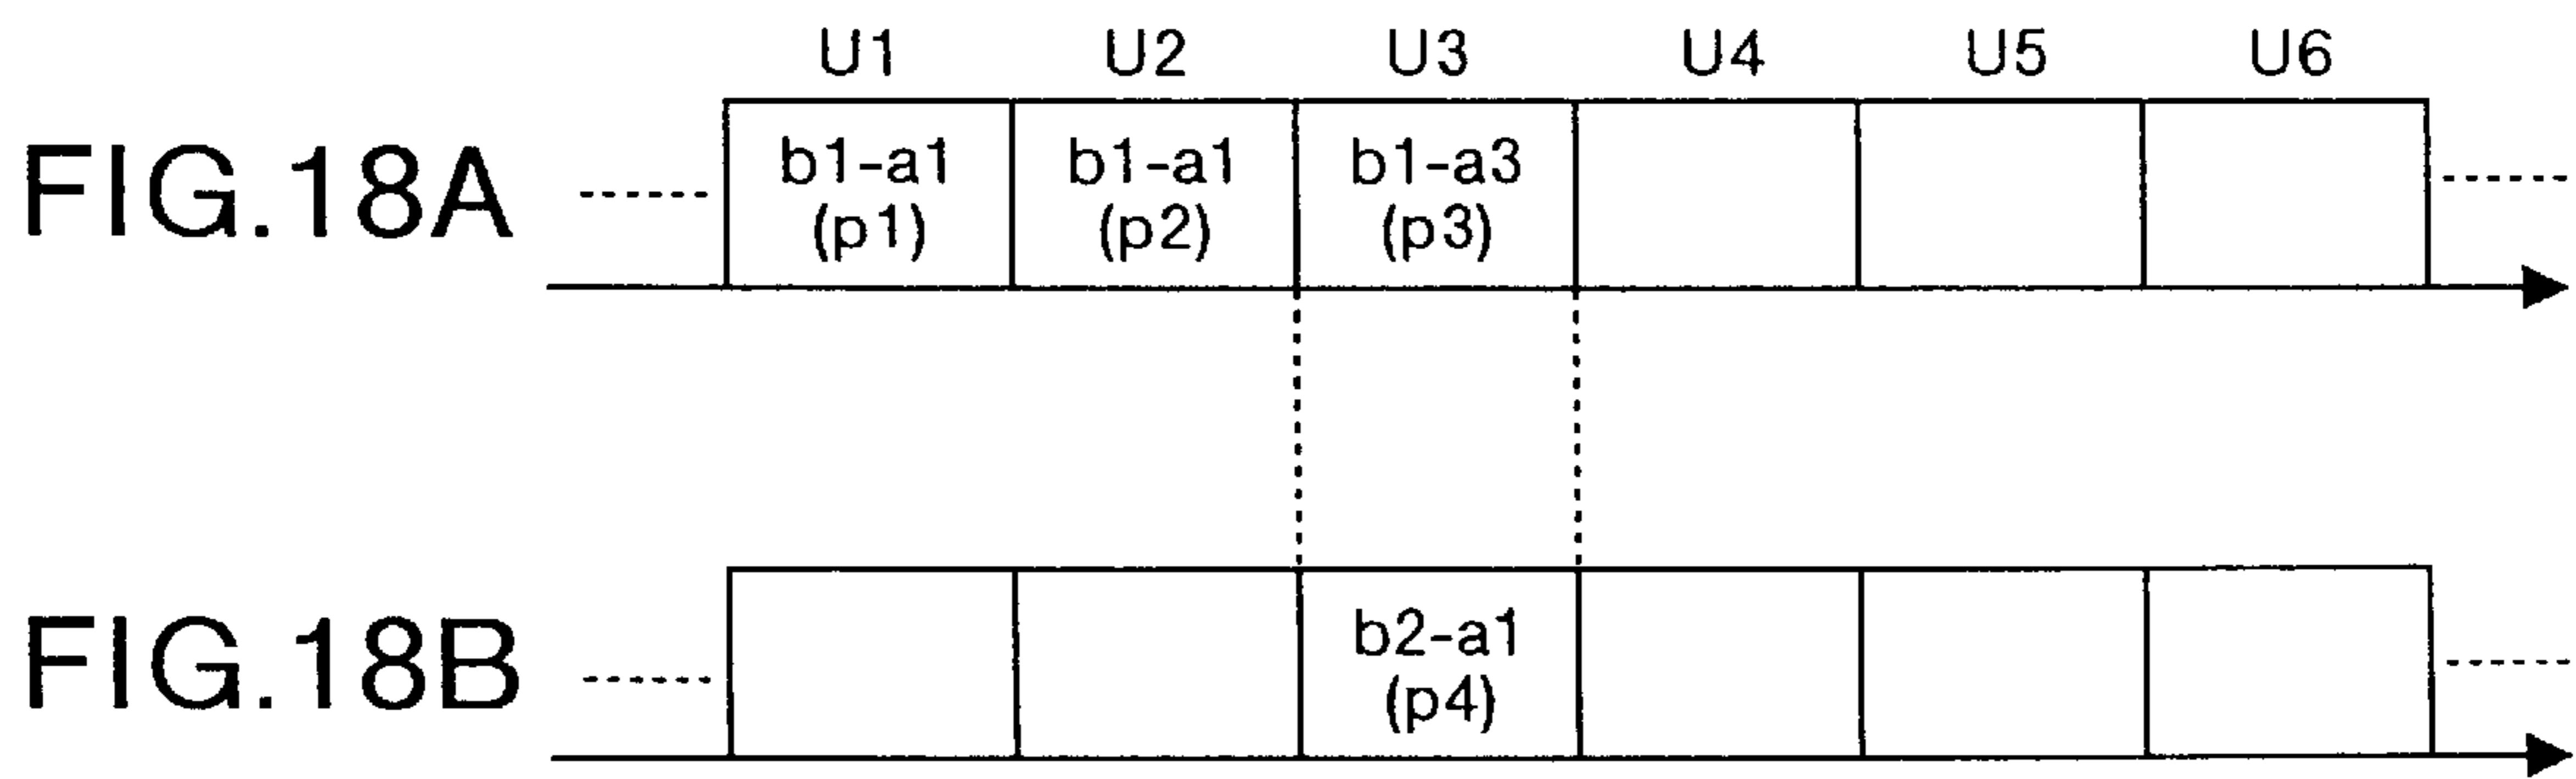 U1 U2 U3 U4 U5 U6
FIG.18A
b1-a1 b1-a1 b1-a3
(p1) (p2) (p3)
FIG.18B
b2-a1
(p4)